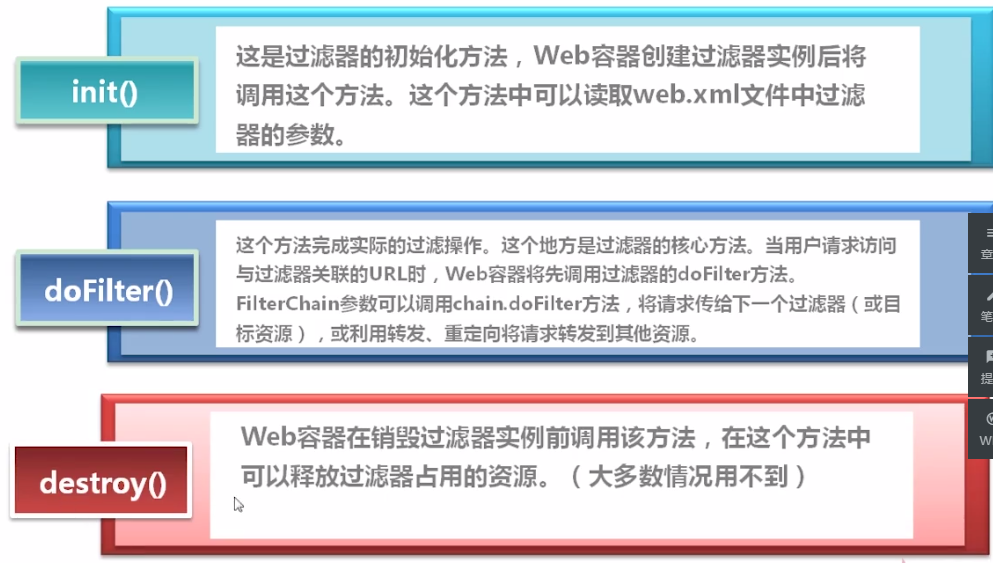 init()
这是过滤器的初始化方法，Web容器创建过滤器实例后将
调用这个方法。这个方法中可以读取web.xml文件中过滤
器的参数。
doFilter()
这个方法完成实际的过滤操作。这个地方是过滤器的核心方法。当用户请求访问
与过滤器关联的URL时，Web容器将先调用过滤器的doFilter方法。
FilterChain参数可以调用chain.doFilter方法，将请求传给下一个过滤器（或目
标资源），或利用转发、重定向将请求转发到其他资源。
destroy()
Web容器在销毁过滤器实例前调用该方法，在这个方法中
可以释放过滤器占用的资源。（大多数情况用不到）
章
笔
提